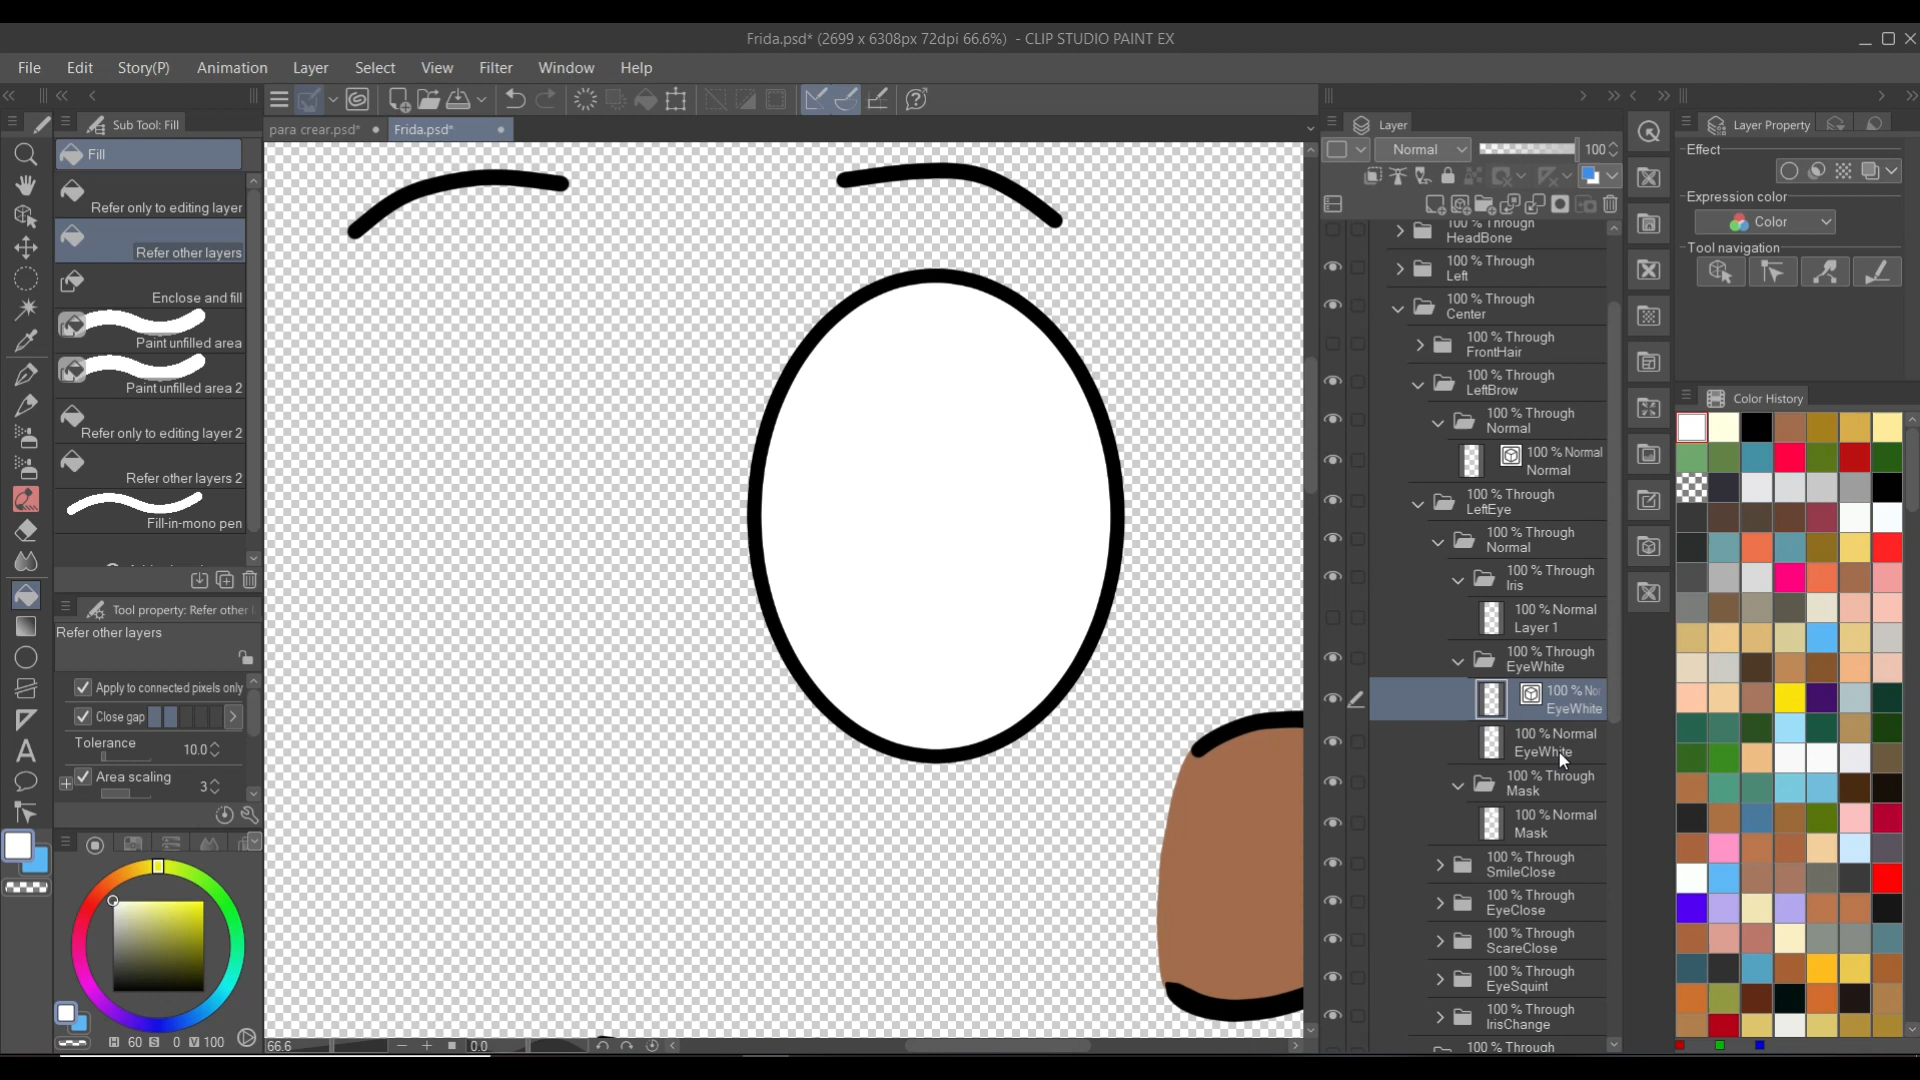 Frida.psd* (2699 x 6308px 72dpi 66.6%) - CLIP STUDIO PAINT EX
File Edit Story(P) Animation Layer Select View Filter Window Help
para crear.psd*
Frida.psd*
Sub Tool: Fill
Fill
Refer only to editing layer
Refer other layers
Enclose and fill
Paint unfilled area
Paint unfilled area 2
Refer only to editing layer 2
Refer other layers 2
Fill-in-mono pen
Tool property: Refer other
Refer other layers
Apply to connected pixels only
Close gap
Tolerance 10.0
Area scaling 3
H 60 S 0 V 100
66.6
0.0
Layer
Normal 100
100 % Through
HeadBone
100 % Through
Left
100 % Through
Center
100 % Through
FrontHair
100 % Through
LeftBrow
100 % Through
Normal
100 % Normal
Normal
100 % Through
LeftEye
100 % Through
Normal
100 % Through
Iris
100 % Normal
Layer 1
100 % Through
EyeWhite
100 % Nor
EyeWhite
100 % Normal
EyeWhite
100 % Through
Mask
100 % Normal
Mask
100 % Through
SmileClose
100 % Through
EyeClose
100 % Through
ScareClose
100 % Through
EyeSquint
100 % Through
IrisChange
100 % Through
Layer Property
Effect
Expression color
Color
Tool navigation
Color History